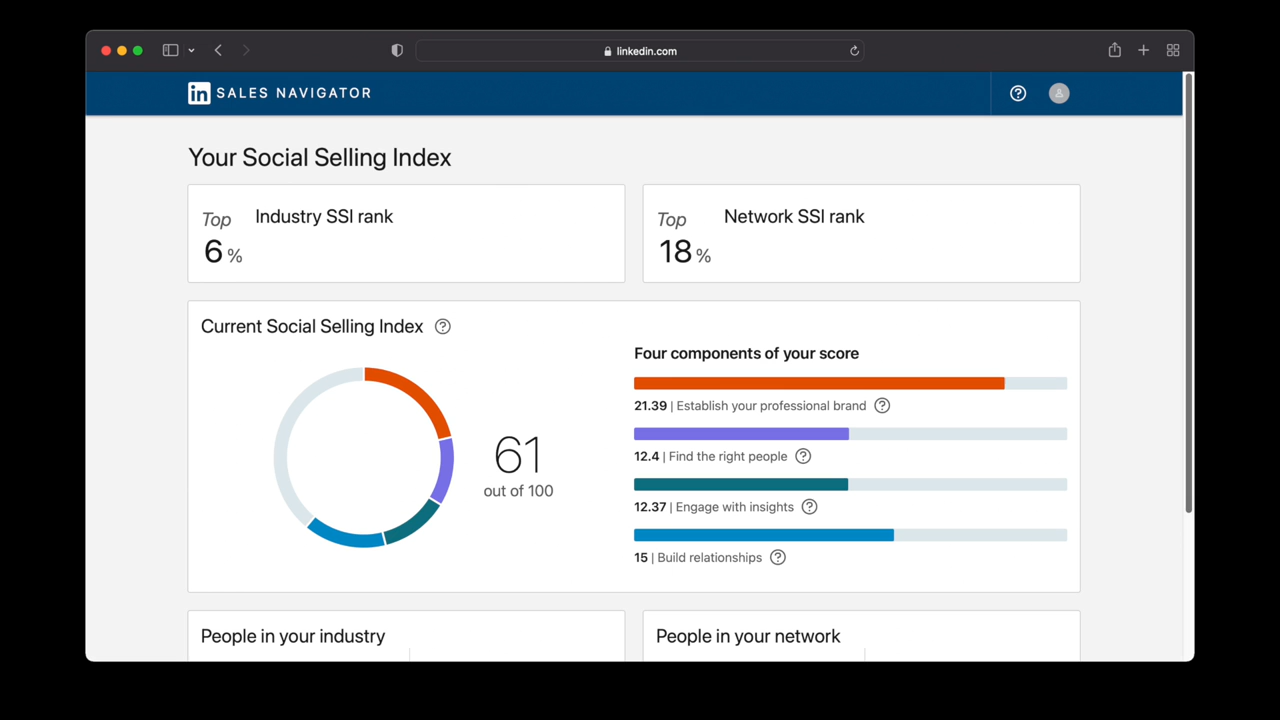 linkedin.com
in SALES NAVIGATOR
Your Social Selling Index
Top Industry SSI rank
6 %
Top Network SSI rank
18 %
Current Social Selling Index ?
61
out of 100
Four components of your score
21.39 | Establish your professional brand ?
12.4 | Find the right people ?
12.37 | Engage with insights ?
15 | Build relationships ?
People in your industry
People in your network